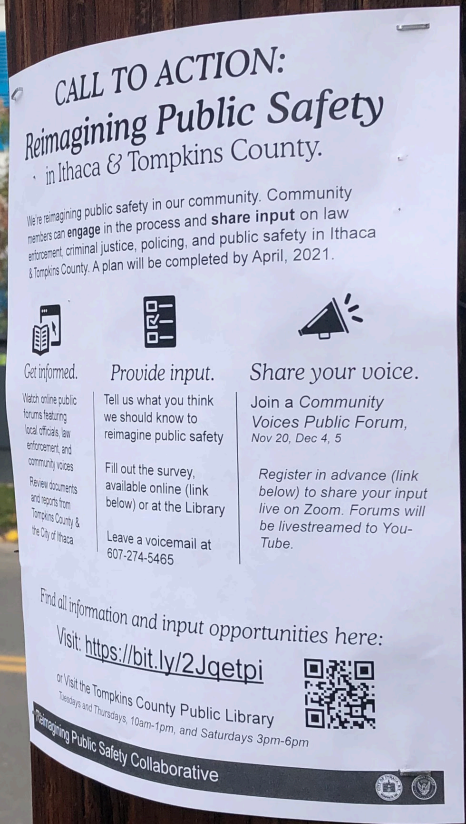 CALL TO ACTION:
Reimagining Public Safety
in Ithaca & Tompkins County.
We're reimagining public safety in our community. Community
members can engage in the process and share input on law
enforcement, criminal justice, policing, and public safety in Ithaca
& Tompkins County. A plan will be completed by April, 2021.
Get informed.
Watch online public
forums featuring
local officials, law
enforcement, and
community voices
Review documents
and reports from
Tompkins County &
the City of Ithaca
Provide input.
Tell us what you think
we should know to
reimagine public safety
Fill out the survey,
available online (link
below) or at the Library
Leave a voicemail at
607-274-5465
Share your voice.
Join a Community
Voices Public Forum,
Nov 20, Dec 4, 5
Register in advance (link
below) to share your input
live on Zoom. Forums will
be livestreamed to You-
Tube.
Find all information and input opportunities here:
Visit: https://bit.ly/2Jqetpi
or Visit the Tompkins County Public Library
Tuesdays and Thursdays, 10am-1pm, and Saturdays 3pm-6pm
Reimagining Public Safety Collaborative